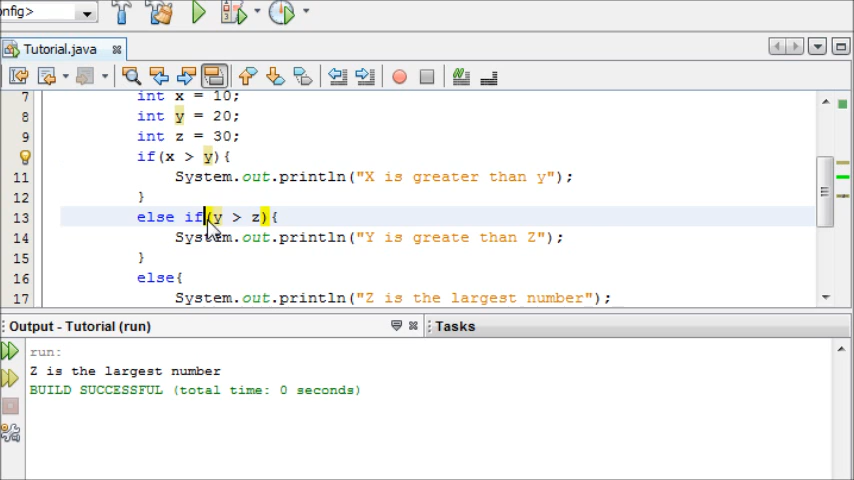 onfig>
Tutorial.java
7 int x = 10;
8 int y = 20;
9 int z = 30;
if(x > y){
11 System.out.println("X is greater than y");
12 }
13 else if(y > z){
14 System.out.println("Y is greate than Z");
15 }
16 else{
17 System.out.println("Z is the largest number");
Output - Tutorial (run)
Tasks
run:
Z is the largest number
BUILD SUCCESSFUL (total time: 0 seconds)